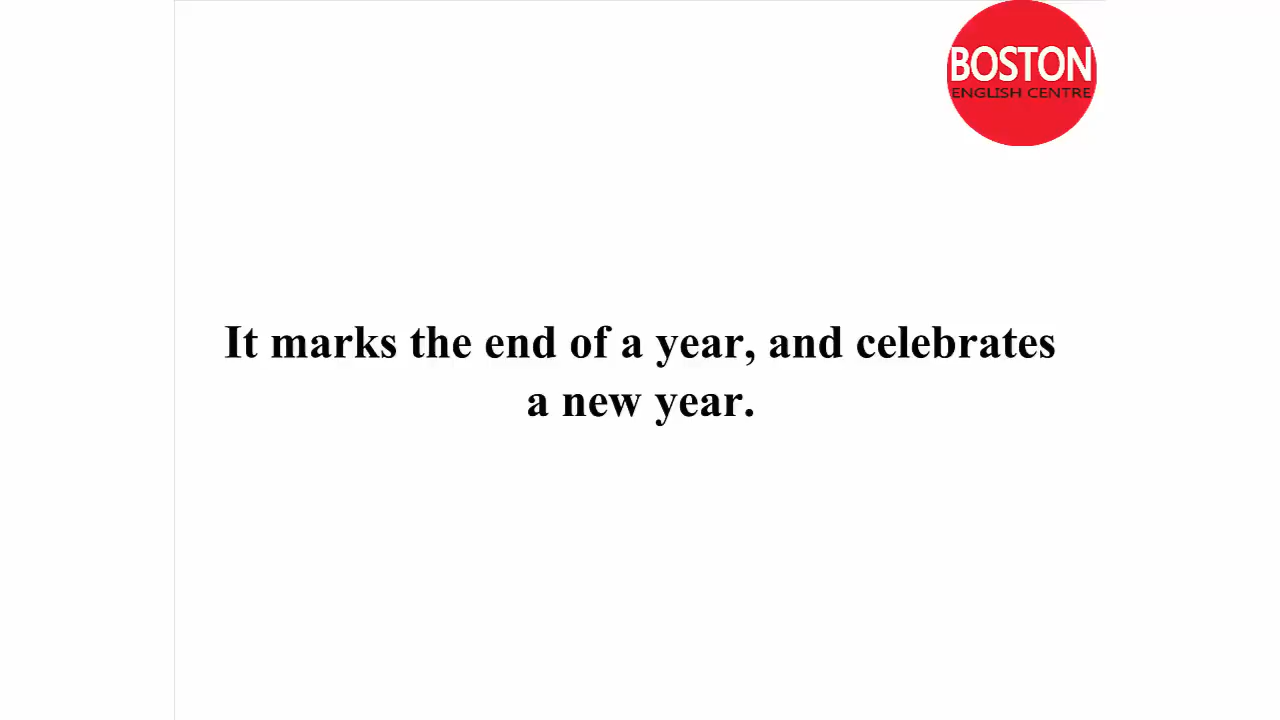 BOSTON
ENGLISH CENTRE
It marks the end of a year, and celebrates
a new year.